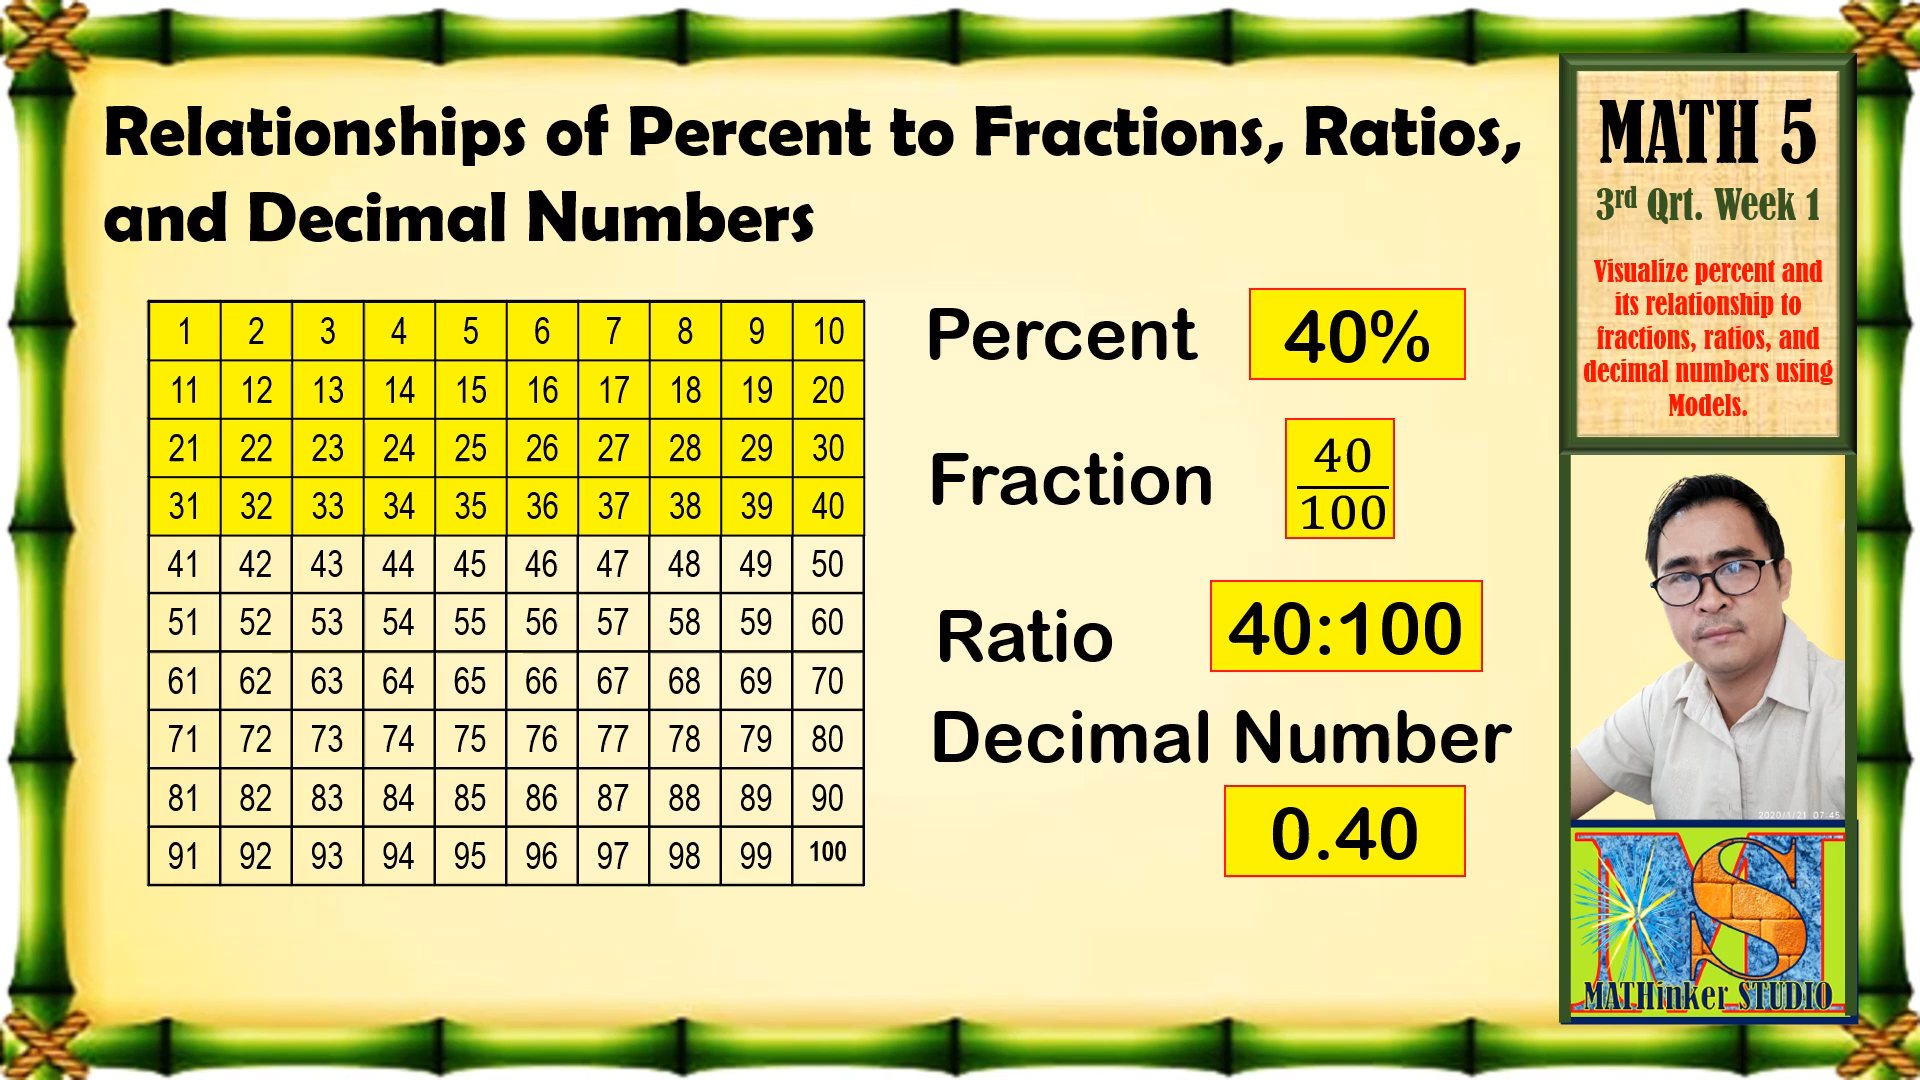 Relationships of Percent to Fractions, Ratios,
and Decimal Numbers
1 2 3 4 5 6 7 8 9 10
11 12 13 14 15 16 17 18 19 20
21 22 23 24 25 26 27 28 29 30
31 32 33 34 35 36 37 38 39 40
41 42 43 44 45 46 47 48 49 50
51 52 53 54 55 56 57 58 59 60
61 62 63 64 65 66 67 68 69 70
71 72 73 74 75 76 77 78 79 80
81 82 83 84 85 86 87 88 89 90
91 92 93 94 95 96 97 98 99 100
Percent 40%
Fraction 40
100
Ratio 40:100
Decimal Number
0.40
MATH 5
3rd Qrt. Week 1
Visualize percent and
its relationship to
fractions, ratios, and
decimal numbers using
Models.
2020/1/21 07:45
MS
MATHinker STUDIO